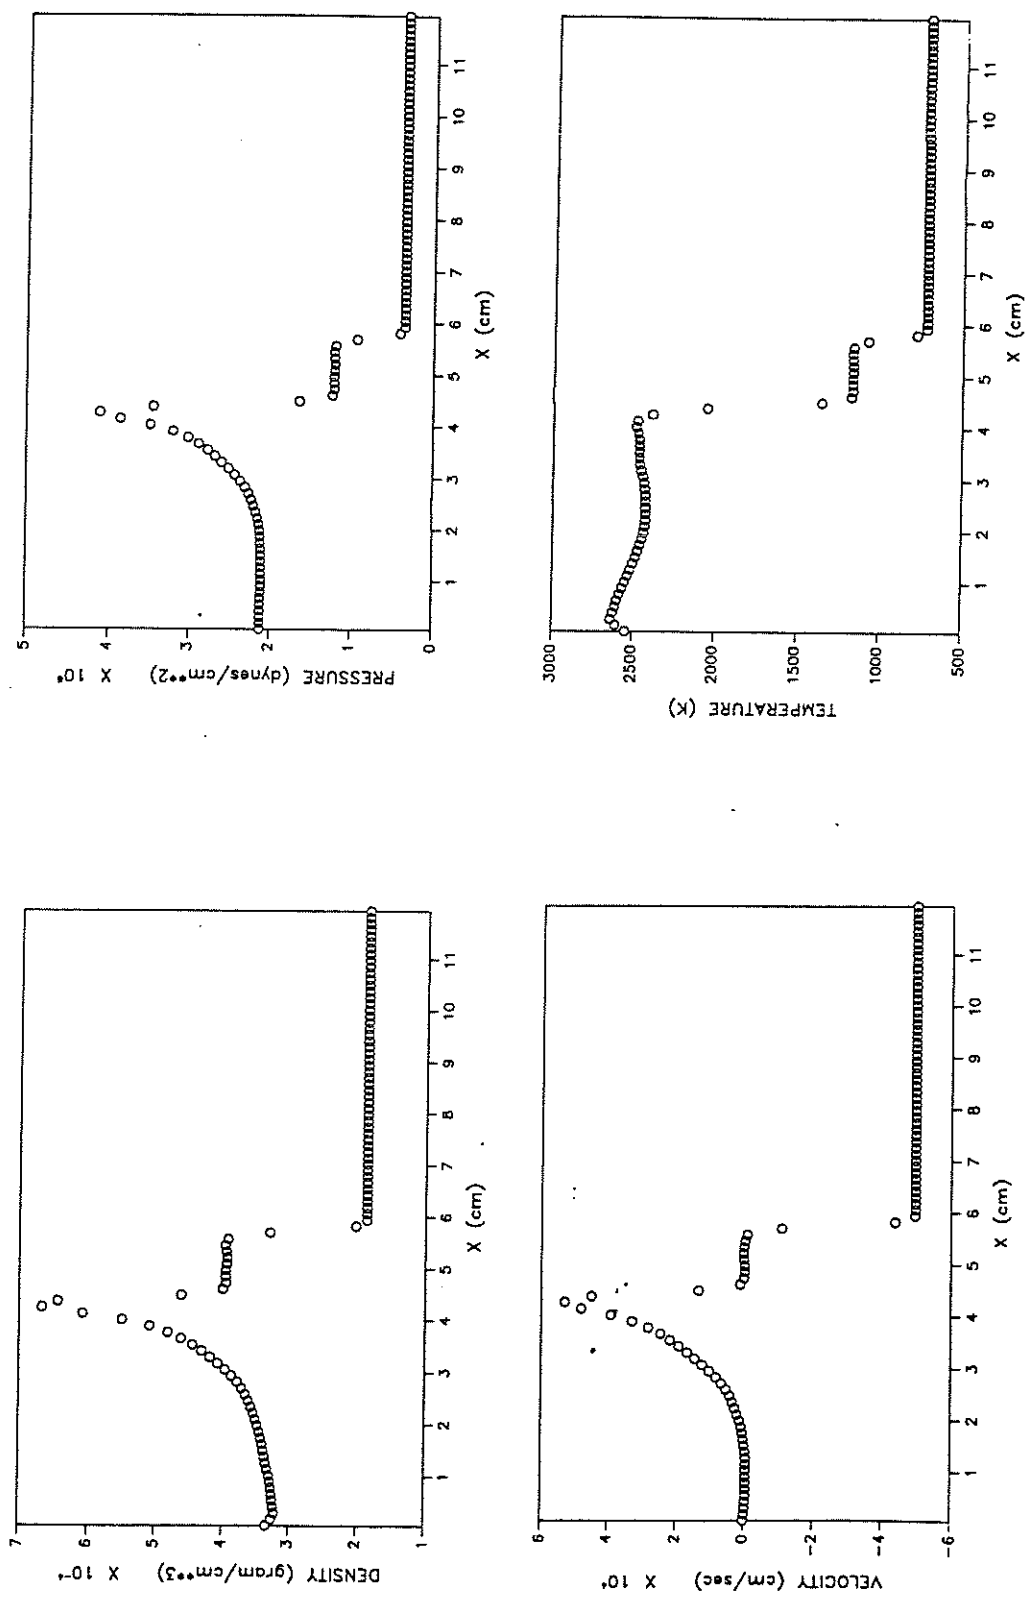 7
6
5
4
3
2
1
DENSITY (gram/cm**3) X 10⁻⁴
1 2 3 4 5 6 7 8 9 10 11
X (cm)
5
4
3
2
1
0
PRESSURE (dynes/cm**2) X 10⁶
1 2 3 4 5 6 7 8 9 10 11
X (cm)
6
4
2
0
-2
-4
-6
VELOCITY (cm/sec) X 10⁴
1 2 3 4 5 6 7 8 9 10 11
X (cm)
3000
2500
2000
1500
1000
500
TEMPERATURE (K)
1 2 3 4 5 6 7 8 9 10 11
X (cm)